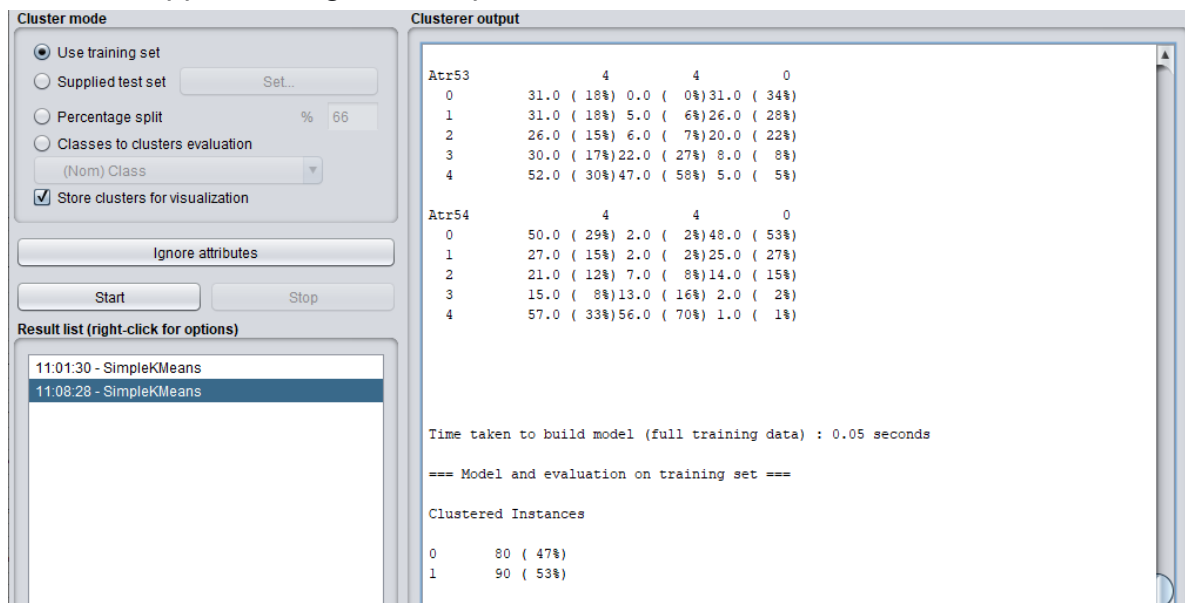 Cluster mode
Use training set
Supplied test set Set...
Percentage split % 66
Classes to clusters evaluation
(Nom) Class
Store clusters for visualization
Ignore attributes
Start Stop
Result list (right-click for options)
11:01:30 - SimpleKMeans
11:08:28 - SimpleKMeans
Clusterer output
Atr53 4 4 0
0 31.0 ( 18%) 0.0 ( 0%)31.0 ( 34%)
1 31.0 ( 18%) 5.0 ( 6%)26.0 ( 28%)
2 26.0 ( 15%) 6.0 ( 7%)20.0 ( 22%)
3 30.0 ( 17%)22.0 ( 27%) 8.0 ( 8%)
4 52.0 ( 30%)47.0 ( 58%) 5.0 ( 5%)
Atr54 4 4 0
0 50.0 ( 29%) 2.0 ( 2%)48.0 ( 53%)
1 27.0 ( 15%) 2.0 ( 2%)25.0 ( 27%)
2 21.0 ( 12%) 7.0 ( 8%)14.0 ( 15%)
3 15.0 ( 8%)13.0 ( 16%) 2.0 ( 2%)
4 57.0 ( 33%)56.0 ( 70%) 1.0 ( 1%)
Time taken to build model (full training data) : 0.05 seconds
=== Model and evaluation on training set ===
Clustered Instances
0 80 ( 47%)
1 90 ( 53%)